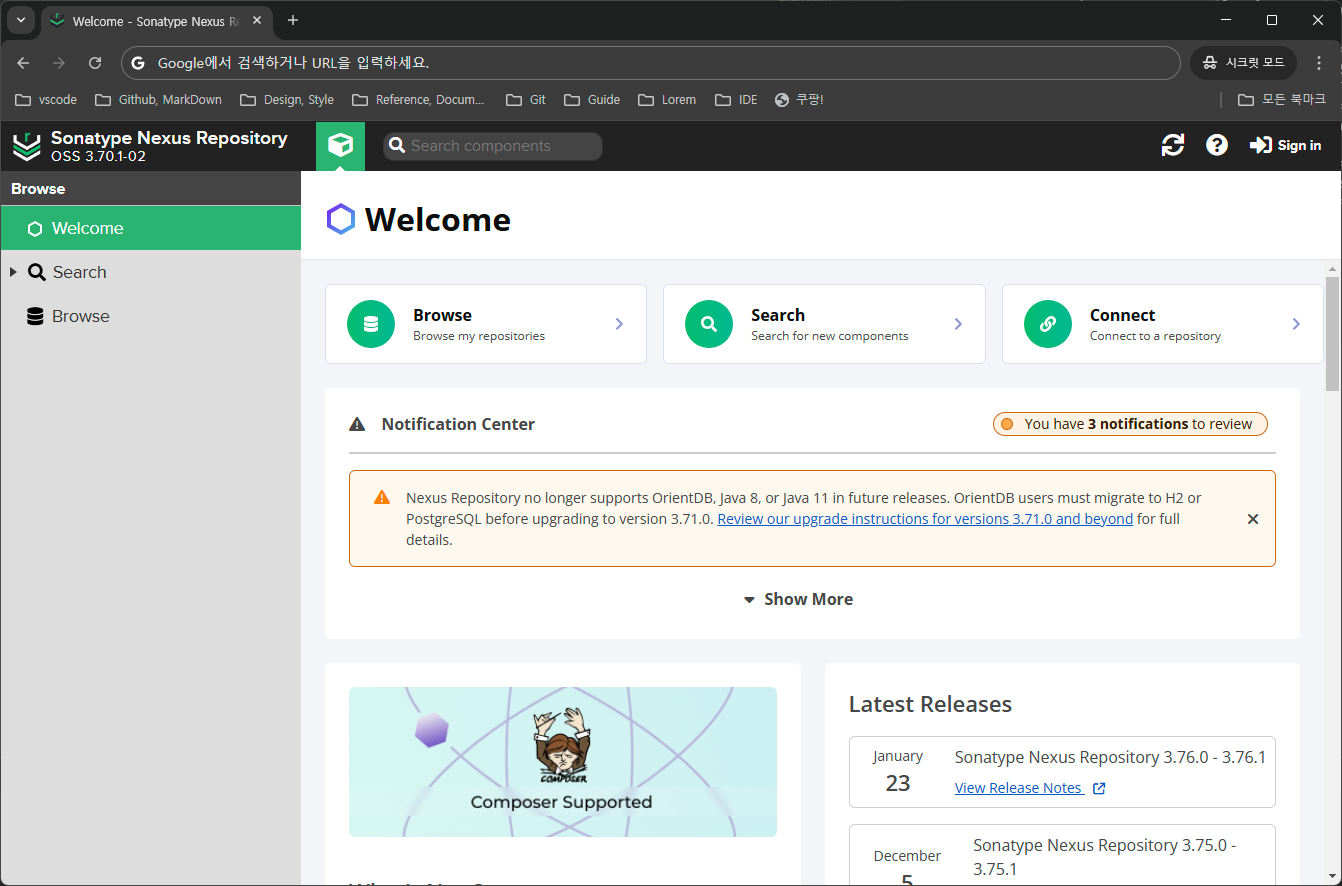 Welcome - Sonatype Nexus Re
Google에서 검색하거나 URL을 입력하세요.
시크릿 모드
vscode
Github, MarkDown
Design, Style
Reference, Docum...
Git
Guide
Lorem
IDE
쿠팡!
모든 북마크
Sonatype Nexus Repository
OSS 3.70.1-02
Search components
Sign in
Browse
Welcome
Search
Browse
Welcome
Browse
Browse my repositories
Search
Search for new components
Connect
Connect to a repository
Notification Center
You have 3 notifications to review
Nexus Repository no longer supports OrientDB, Java 8, or Java 11 in future releases. OrientDB users must migrate to H2 or
PostgreSQL before upgrading to version 3.71.0. Review our upgrade instructions for versions 3.71.0 and beyond for full
details.
Show More
COMPOSER
Composer Supported
Latest Releases
January
23
Sonatype Nexus Repository 3.76.0 - 3.76.1
View Release Notes
December
5
Sonatype Nexus Repository 3.75.0 -
3.75.1